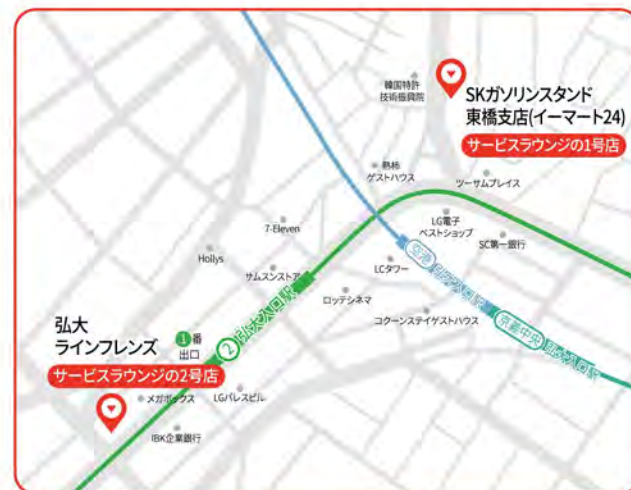 韓国特許
技術振興院
SKガソリンスタンド
東橋支店(イーマート24)
サービスラウンジの1号店
熟柿
ゲストハウス
ツーサムプレイス
7-Eleven
LG電子
ベストショップ
SC第一銀行
Hollys
サムスンストア
LCタワー
空港 弘大入口駅
ロッテシネマ
コクーンステイゲストハウス
京義中央 弘大入口駅
2 弘大入口駅
弘大
ラインフレンズ
1番
出口
サービスラウンジの2号店
メガボックス
LGパレスビル
IBK企業銀行